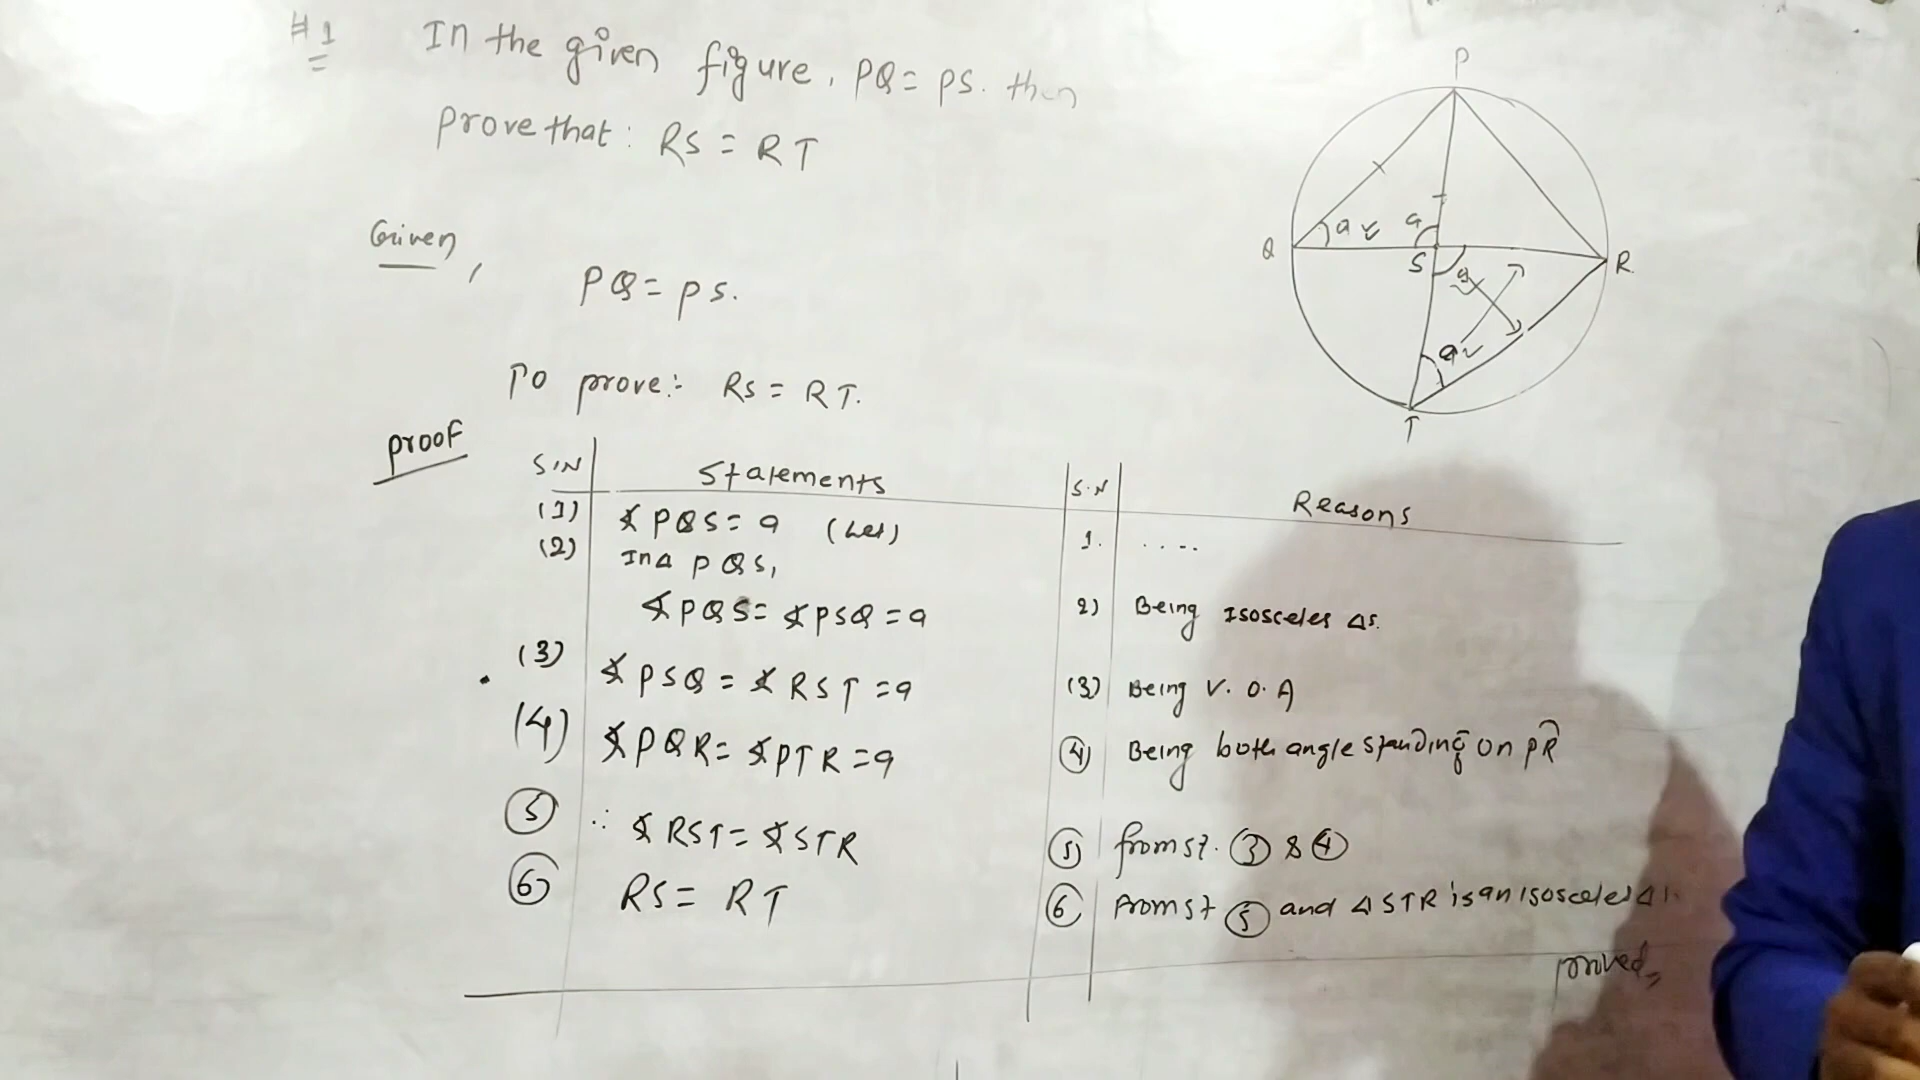 #1 In the given figure, PQ = PS. then
prove that: RS = RT
Given,
PQ = PS.
To prove:- RS = RT.
Proof
S.N Statements S.N Reasons
(1) ∡PQS = a (Let) 1. ....
(2) In Δ PQS,
∡PQS = ∡PSQ = a 2) Being Isosceles Δs.
(3) ∡PSQ = ∡RST = a (3) Being V.O.A
(4) ∡PQR = ∡PTR = a (4) Being both angle standing on PR
(5) ∴ ∡RST = ∡STR (5) from st. (3) & (4)
(6) RS = RT (6) From st (5) and ΔSTR is an isosceles Δ
proved,
P
Q a a R
S a
a
T